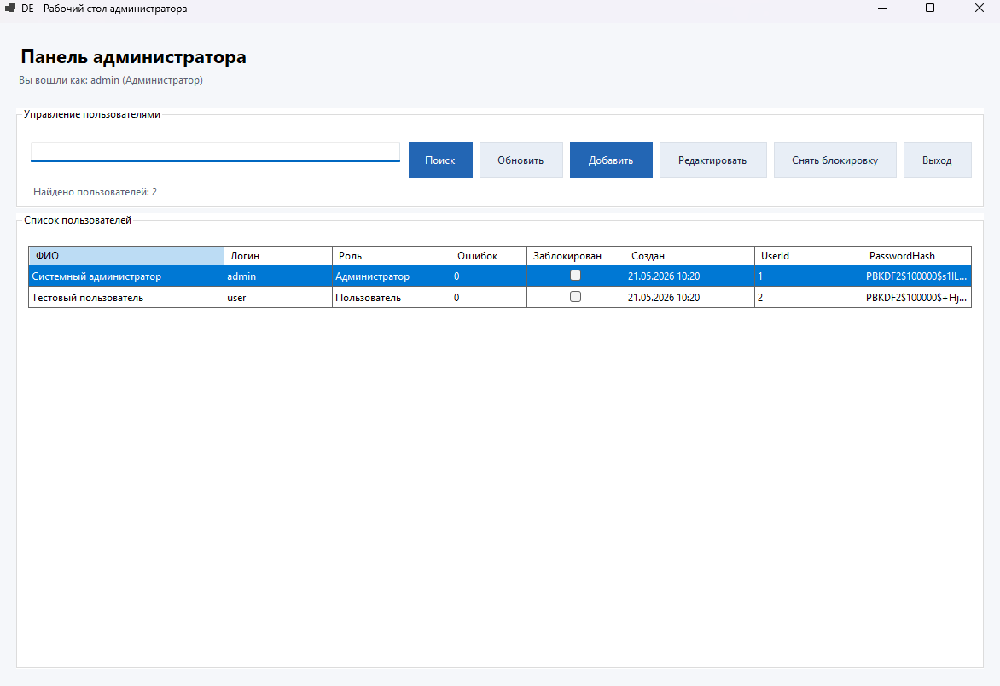 DE - Рабочий стол администратора
Панель администратора
Вы вошли как: admin (Администратор)
Управление пользователями
Поиск Обновить Добавить Редактировать Снять блокировку Выход
Найдено пользователей: 2
Список пользователей
ФИО Логин Роль Ошибок Заблокирован Создан UserId PasswordHash
Системный администратор admin Администратор 0 21.05.2026 10:20 1 PBKDF2$100000$s1IL...
Тестовый пользователь user Пользователь 0 21.05.2026 10:20 2 PBKDF2$100000$+Hj...